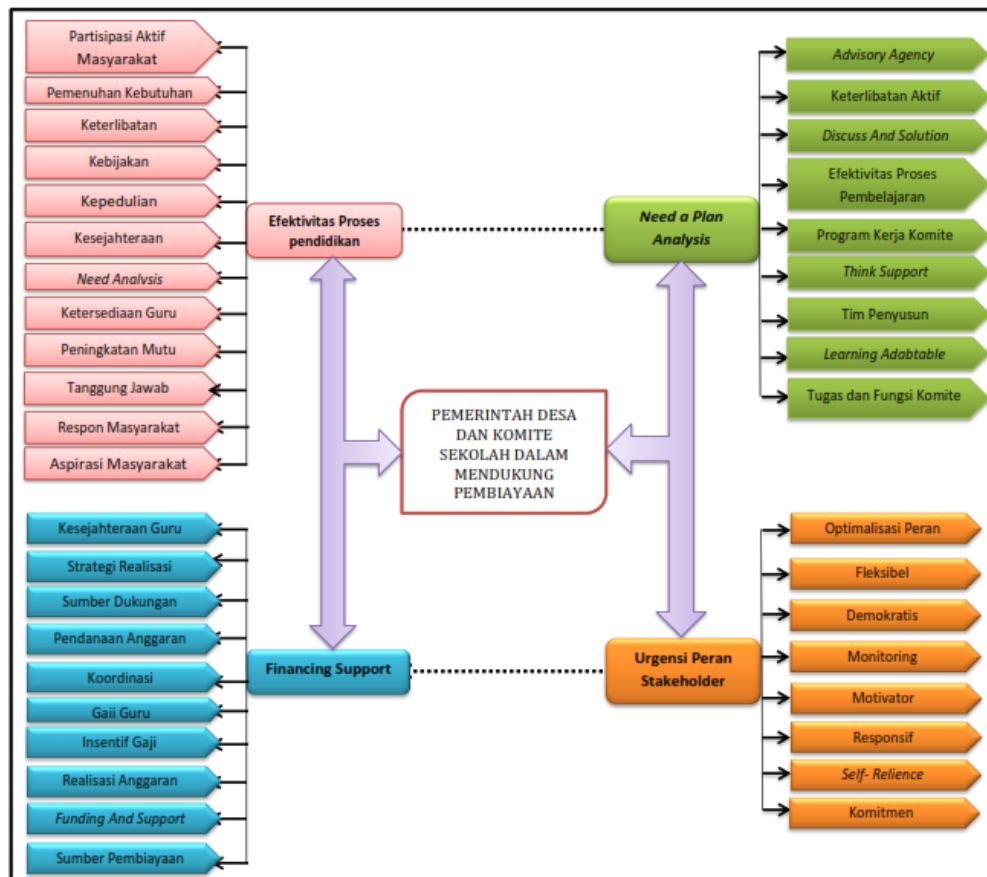 Partisipasi Aktif
Masyarakat
Pemenuhan Kebutuhan
Keterlibatan
Kebijakan
Kepedulian
Kesejahteraan
Need Analvsis
Ketersediaan Guru
Peningkatan Mutu
Tanggung Jawab
Respon Masyarakat
Aspirasi Masyarakat
Efektivitas Proses
pendidikan
Need a Plan
Analysis
Advisory Agency
Keterlibatan Aktif
Discuss And Solution
Efektivitas Proses
Pembelajaran
Program Kerja Komite
Think Support
Tim Penyusun
Learning Adabtable
Tugas dan Fungsi Komite
PEMERINTAH DESA
DAN KOMITE
SEKOLAH DALAM
MENDUKUNG
PEMBIAYAAN
Kesejahteraan Guru
Strategi Realisasi
Sumber Dukungan
Pendanaan Anggaran
Koordinasi
Gaii Guru
Insentif Gaji
Realisasi Anggaran
Funding And Support
Sumber Pembiayaan
Financing Support
Urgensi Peran
Stakeholder
Optimalisasi Peran
Fleksibel
Demokratis
Monitoring
Motivator
Responsif
Self- Relience
Komitmen